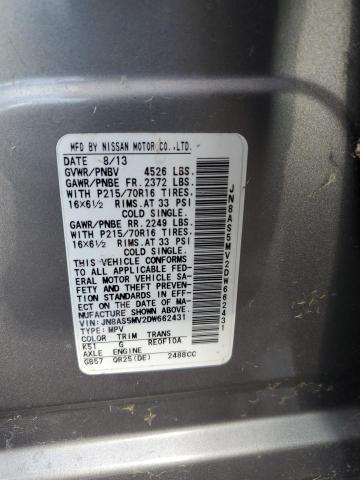 MFD BY NISSAN MOTOR CO.,LTD.
DATE 8/13
GVWR/PNBV 4526 LBS.
GAWR/PNBE FR. 2372 LBS.
WITH P215/70R16 TIRES,
16X6½ RIMS,AT 33 PSI
COLD SINGLE.
GAWR/PNBE RR. 2249 LBS.
WITH P215/70R16 TIRES,
16X6½ RIMS,AT 33 PSI
COLD SINGLE.
THIS VEHICLE CONFORMS
TO ALL APPLICABLE FED-
ERAL MOTOR VEHICLE SA-
FETY AND THEFT PREVEN-
TION STANDARDS IN EFF-
ECT ON THE DATE OF MA-
NUFACTURE SHOWN ABOVE.
VIN:JN8AS5MV2DW662431
TYPE: MPV
COLOR TRIM TRANS
K51 G RE0F10A
AXLE ENGINE
GB57 QR25(DE) 2488CC
JN8AS5MV2DW662431